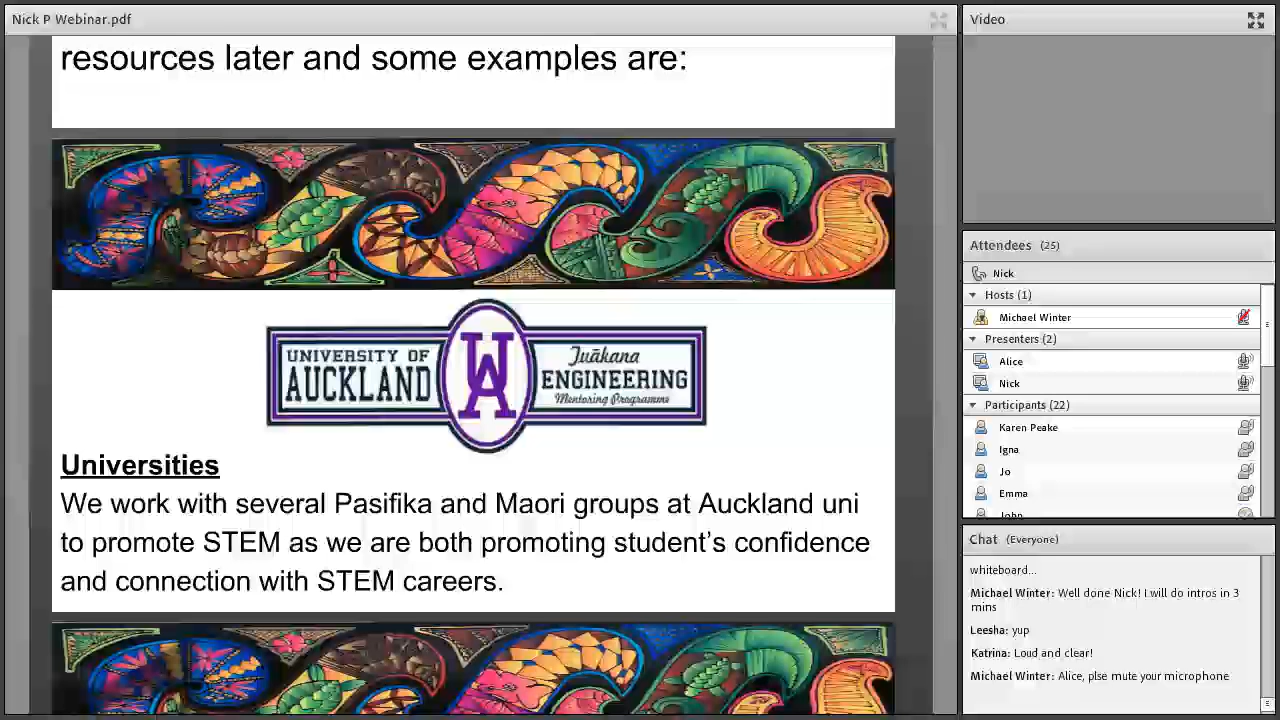 Nick P Webinar.pdf
resources later and some examples are:
UNIVERSITY OF
AUCKLAND
Tuākana
ENGINEERING
Mentoring Programme
Universities
We work with several Pasifika and Maori groups at Auckland uni
to promote STEM as we are both promoting student's confidence
and connection with STEM careers.
Video
Attendees (25)
Nick
Hosts (1)
Michael Winter
Presenters (2)
Alice
Nick
Participants (22)
Karen Peake
Igna
Jo
Emma
John
Chat (Everyone)
whiteboard...
Michael Winter: Well done Nick! I will do intros in 3
mins
Leesha: yup
Katrina: Loud and clear!
Michael Winter: Alice, plse mute your microphone